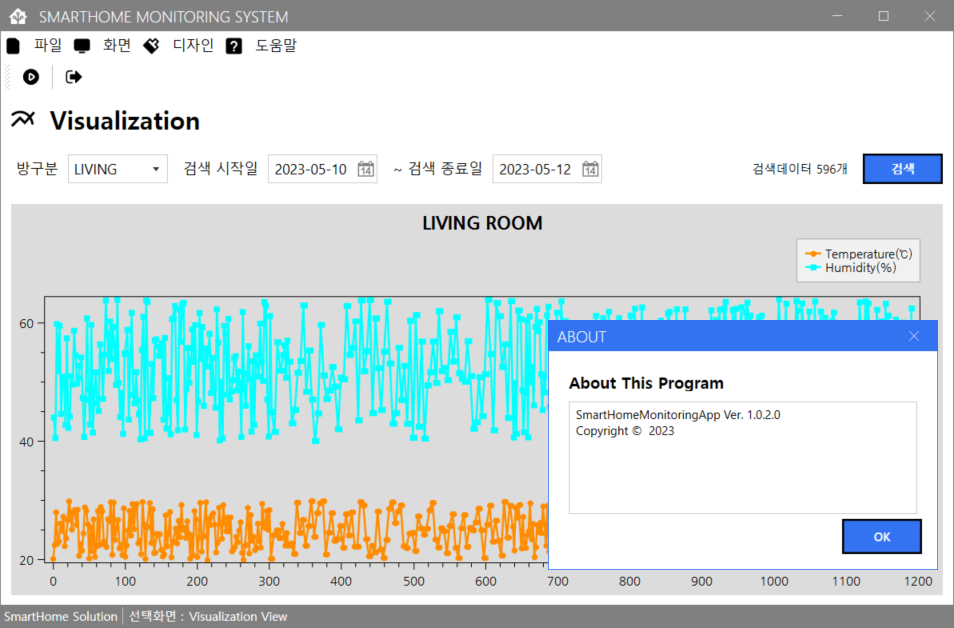 SMARTHOME MONITORING SYSTEM
파일 화면 디자인 ? 도움말
Visualization
방구분 LIVING 검색 시작일 2023-05-10 14 ~ 검색 종료일 2023-05-12 14 검색데이터 596개 검색
LIVING ROOM
Temperature(℃)
Humidity(%)
60
40
20
0 100 200 300 400 500 600 700 800 900 1000 1100 1200
ABOUT
About This Program
SmartHomeMonitoringApp Ver. 1.0.2.0
Copyright © 2023
OK
SmartHome Solution 선택화면 : Visualization View